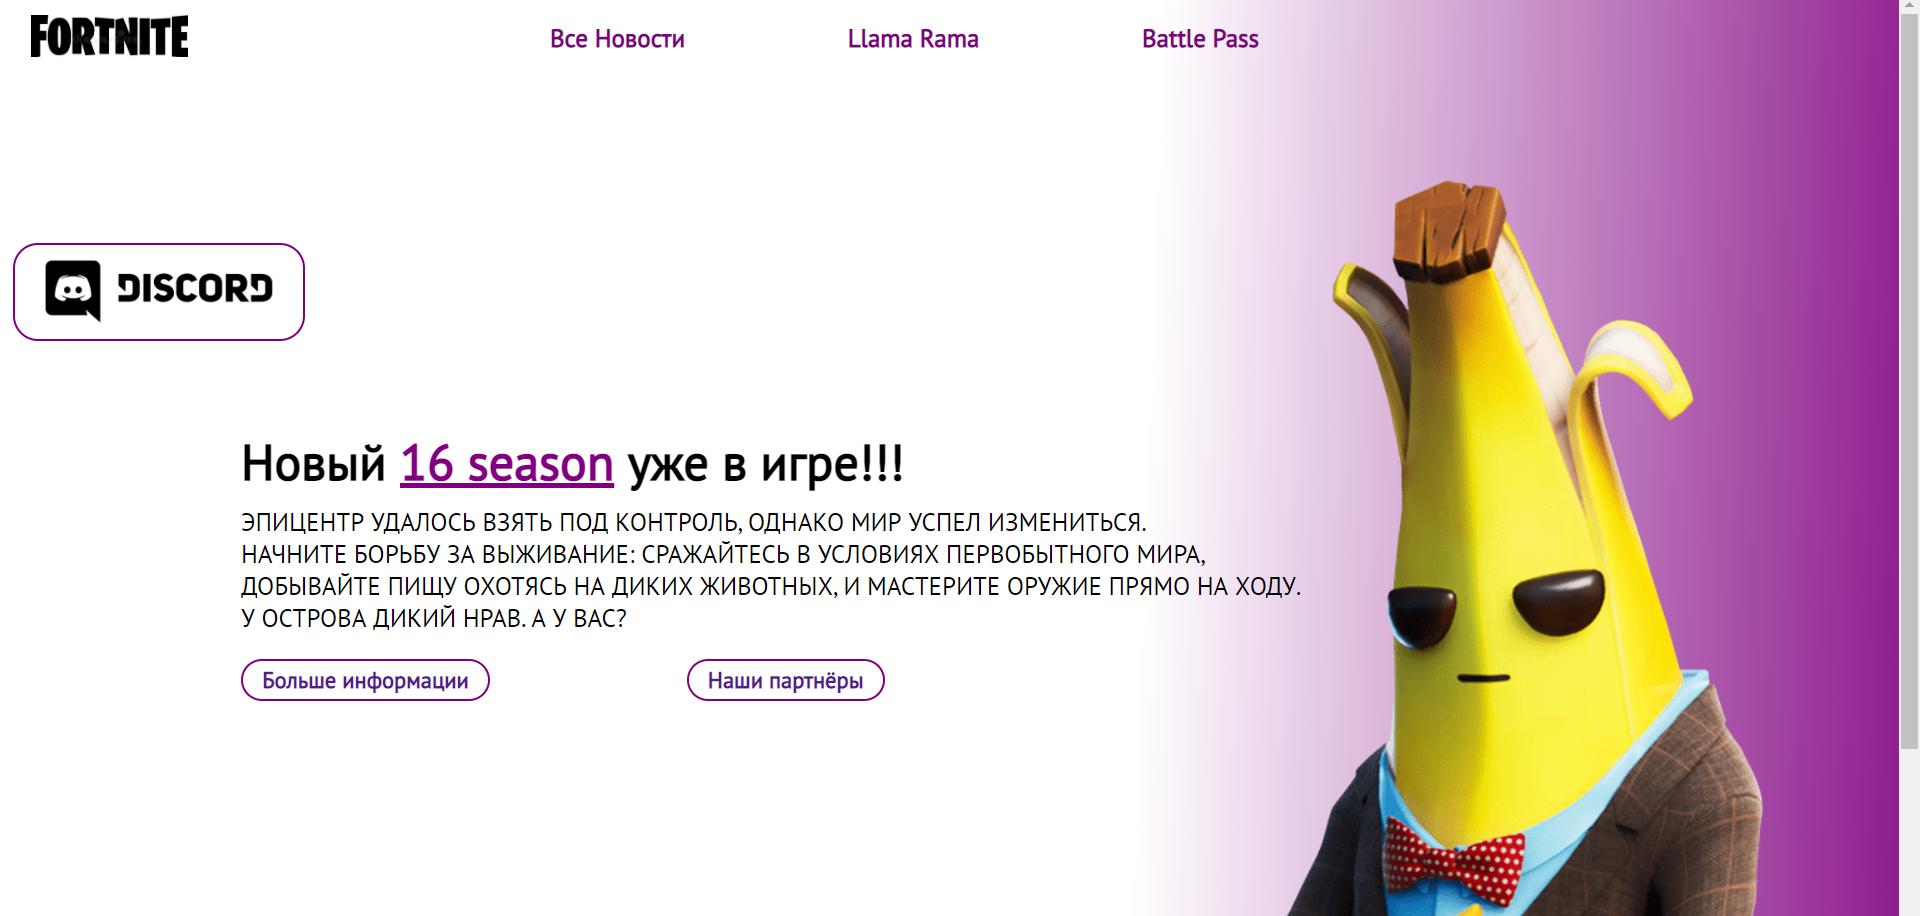 FORTNITE
Все Новости
Llama Rama
Battle Pass
DISCORD
Новый 16 season уже в игре!!!
ЭПИЦЕНТР УДАЛОСЬ ВЗЯТЬ ПОД КОНТРОЛЬ, ОДНАКО МИР УСПЕЛ ИЗМЕНИТЬСЯ.
НАЧНИТЕ БОРЬБУ ЗА ВЫЖИВАНИЕ: СРАЖАЙТЕСЬ В УСЛОВИЯХ ПЕРВОБЫТНОГО МИРА,
ДОБЫВАЙТЕ ПИЩУ ОХОТЯСЬ НА ДИКИХ ЖИВОТНЫХ, И МАСТЕРИТЕ ОРУЖИЕ ПРЯМО НА ХОДУ.
У ОСТРОВА ДИКИЙ НРАВ. А У ВАС?
Больше информации
Наши партнёры